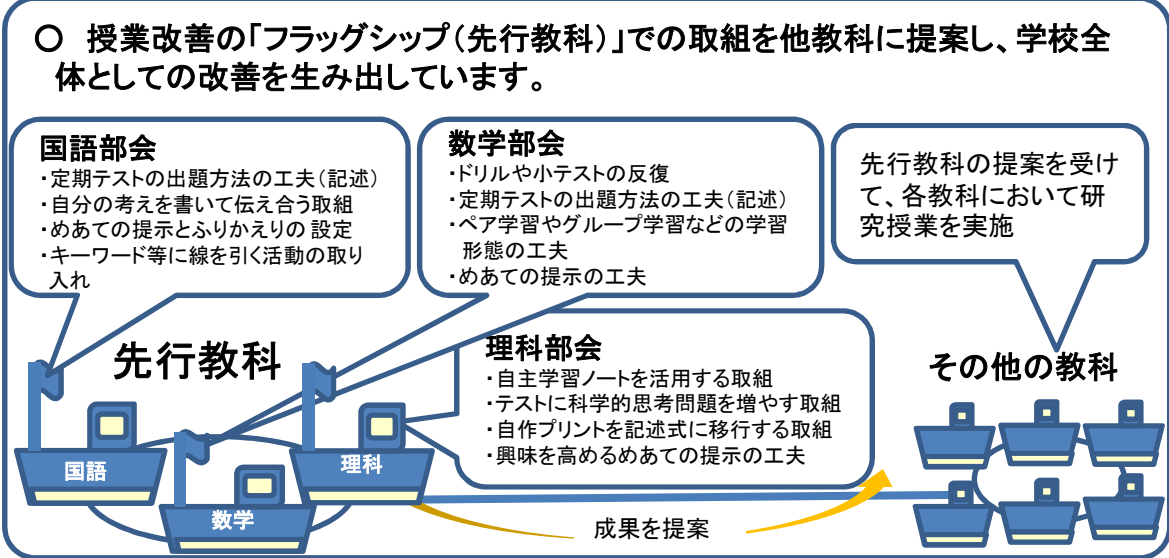 ○ 授業改善の「フラッグシップ(先行教科)」での取組を他教科に提案し、学校全
体としての改善を生み出しています。
国語部会
・定期テストの出題方法の工夫(記述)
・自分の考えを書いて伝え合う取組
・めあての提示とふりかえりの 設定
・キーワード等に線を引く活動の取り
入れ
数学部会
・ドリルや小テストの反復
・定期テストの出題方法の工夫(記述)
・ペア学習やグループ学習などの学習
形態の工夫
・めあての提示の工夫
先行教科の提案を受け
て、各教科において研
究授業を実施
先行教科
理科部会
・自主学習ノートを活用する取組
・テストに科学的思考問題を増やす取組
・自作プリントを記述式に移行する取組
・興味を高めるめあての提示の工夫
その他の教科
国語
数学
理科
成果を提案